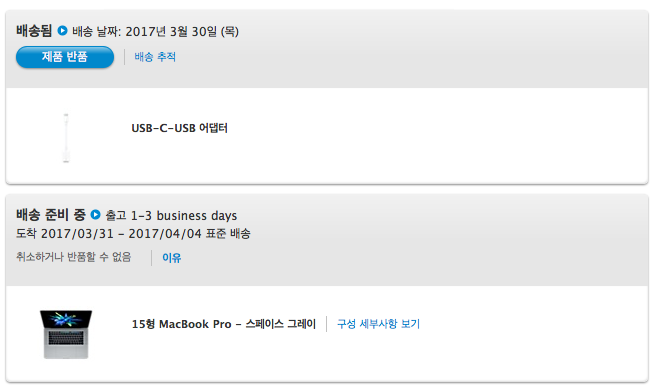 배송됨 배송 날짜: 2017년 3월 30일 (목)
제품 반품 배송 추적
USB-C-USB 어댑터
배송 준비 중 출고 1-3 business days
도착 2017/03/31 - 2017/04/04 표준 배송
취소하거나 반품할 수 없음 이유
15형 MacBook Pro - 스페이스 그레이 구성 세부사항 보기